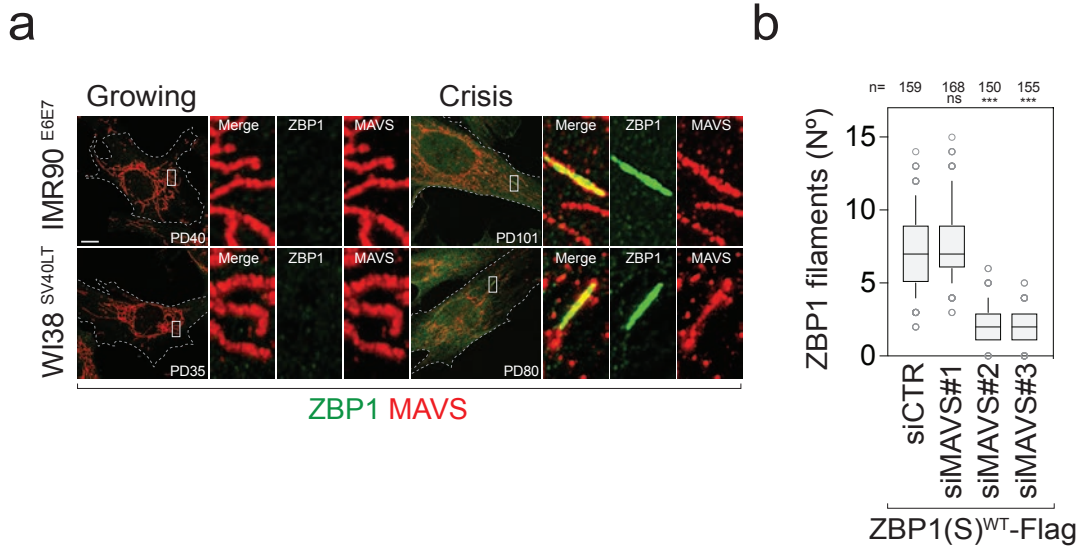 a
Growing
Crisis
IMR90 E6E7
Merge
ZBP1
MAVS
PD40
PD101
Merge
ZBP1
MAVS
WI38 SV40LT
Merge
ZBP1
MAVS
PD35
PD80
Merge
ZBP1
MAVS
ZBP1 MAVS
b
n= 159 168 150 155
ns *** ***
ZBP1 filaments (Nº)
15
10
5
0
siCTR
siMAVS#1
siMAVS#2
siMAVS#3
ZBP1(S)WT-Flag